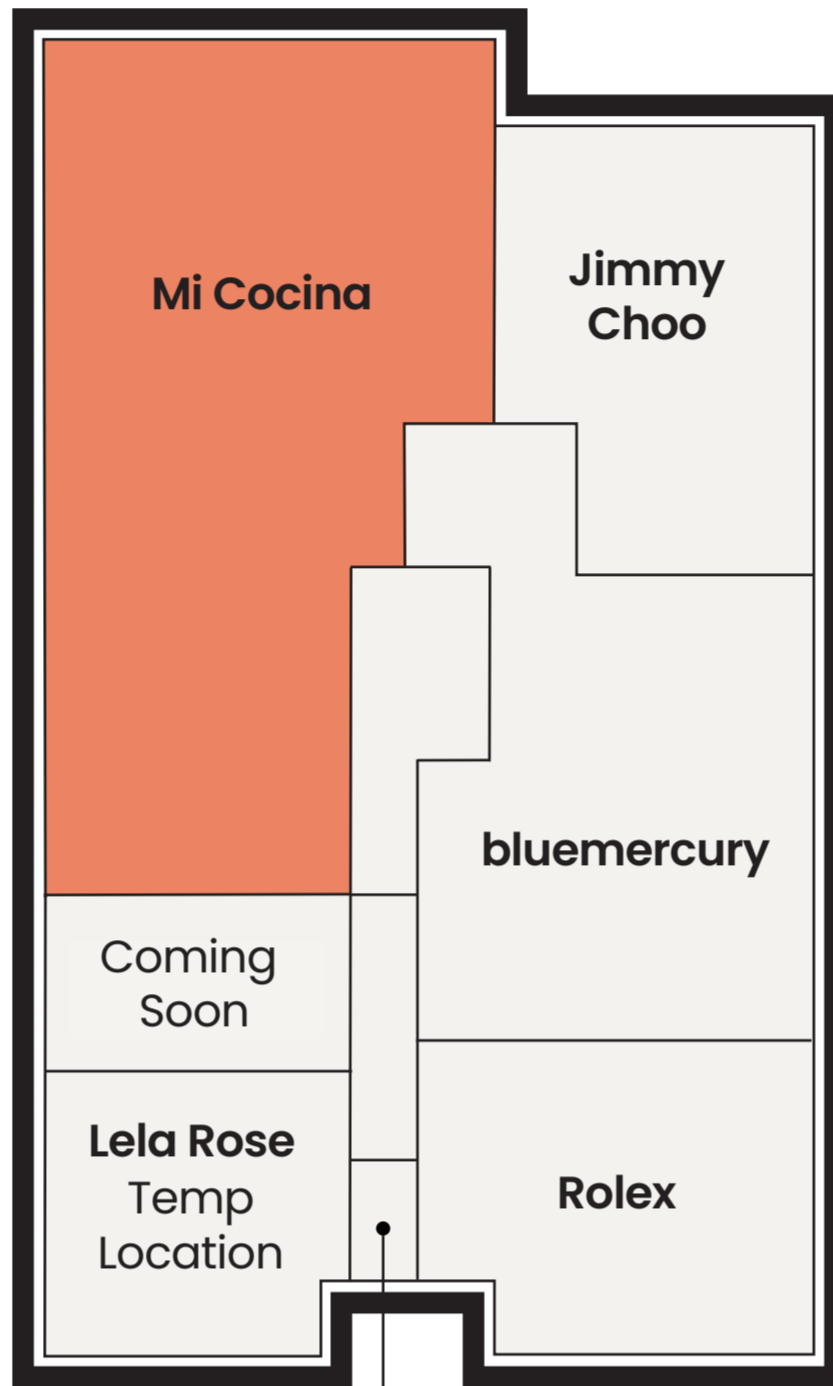 Mi Cocina
Jimmy
Choo
bluemercury
Coming
Soon
Lela Rose
Temp
Location
Rolex